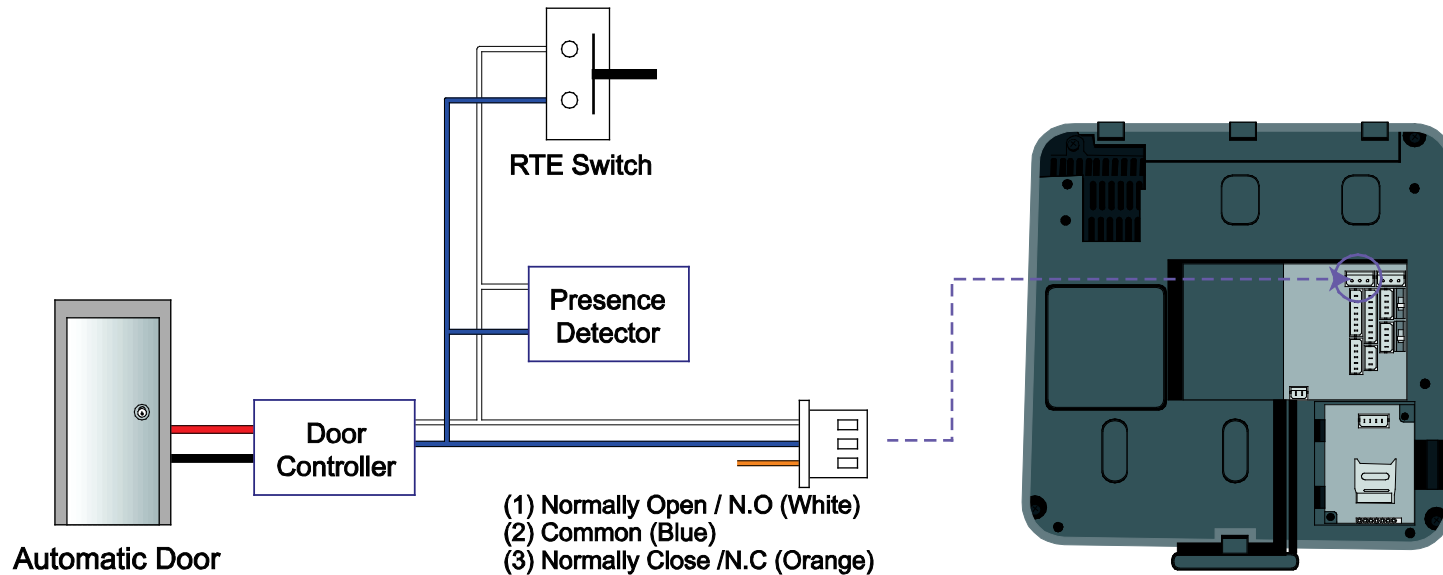 RTE Switch
Presence
Detector
Door
Controller
(1) Normally Open / N.O (White)
(2) Common (Blue)
(3) Normally Close /N.C (Orange)
Automatic Door